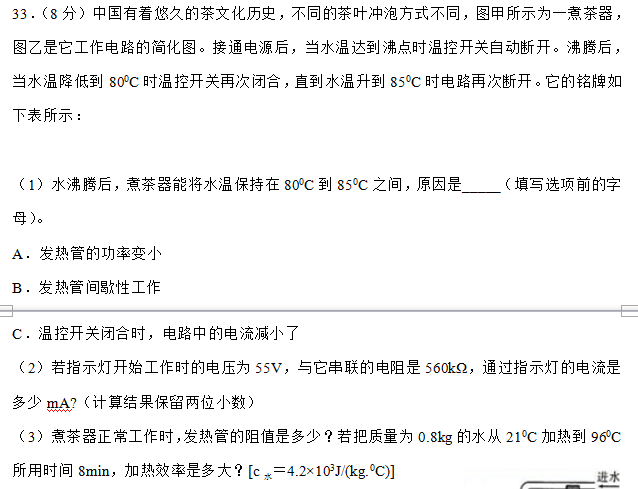 33.（8 分）中国有着悠久的茶文化历史，不同的茶叶冲泡方式不同，图甲所示为一煮茶器，
图乙是它工作电路的简化图。接通电源后，当水温达到沸点时温控开关自动断开。沸腾后，
当水温降低到 80⁰C 时温控开关再次闭合，直到水温升到 85⁰C 时电路再次断开。它的铭牌如
下表所示：
（1）水沸腾后，煮茶器能将水温保持在 80⁰C 到 85⁰C 之间，原因是_____（填写选项前的字
母）。
A．发热管的功率变小
B．发热管间歇性工作
C．温控开关闭合时，电路中的电流减小了
（2）若指示灯开始工作时的电压为 55V，与它串联的电阻是 560kΩ，通过指示灯的电流是
多少 mA?（计算结果保留两位小数）
（3）煮茶器正常工作时，发热管的阻值是多少？若把质量为 0.8kg 的水从 21⁰C 加热到 96⁰C
所用时间 8min，加热效率是多大？[c 水＝4.2×10³J/(kg.⁰C)]
进水